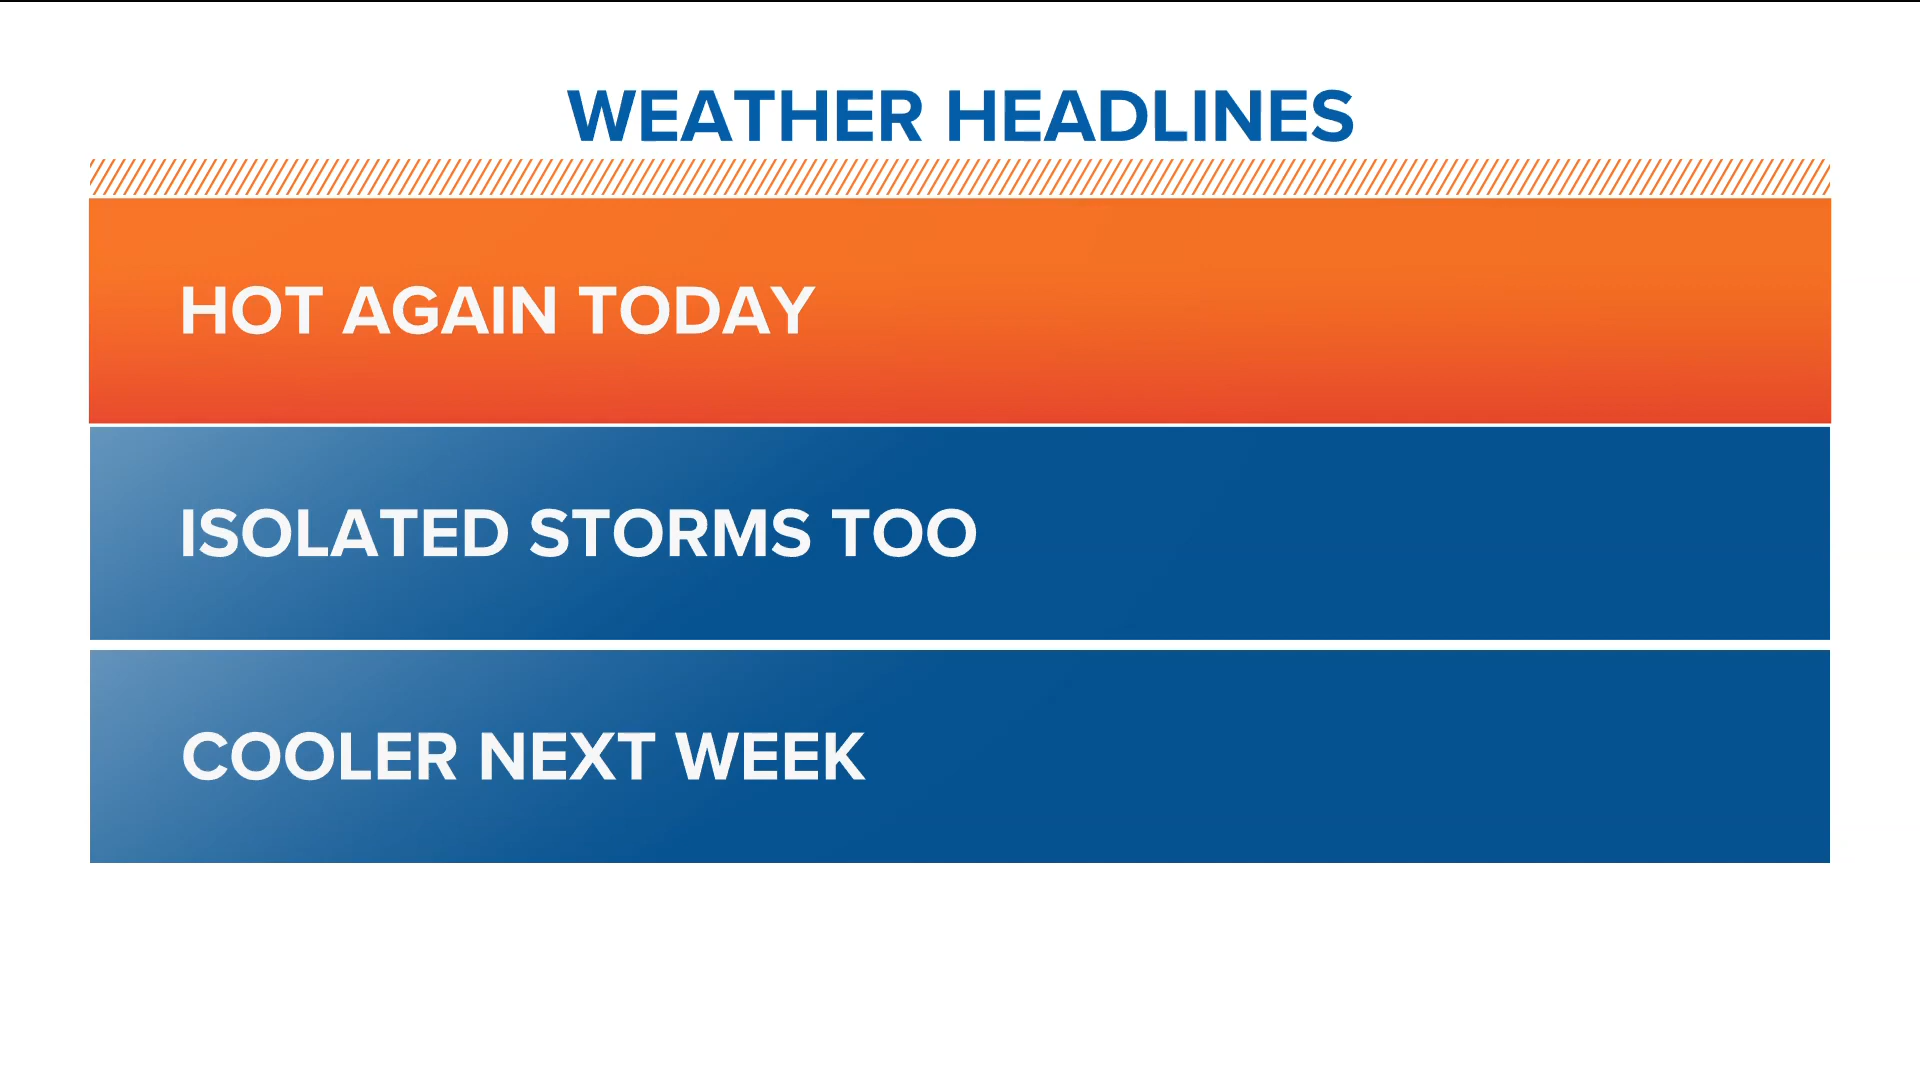 WEATHER HEADLINES
HOT AGAIN TODAY
ISOLATED STORMS TOO
COOLER NEXT WEEK